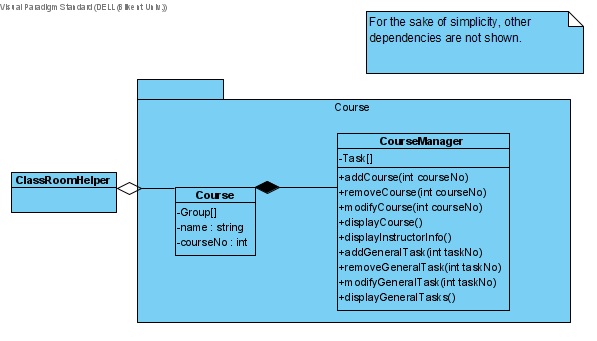 Visual Paradigm Standard (DELL (Bilkent Univ.))
For the sake of simplicity, other
dependencies are not shown.
Course
CourseManager
-Task[]
+addCourse(int courseNo)
+removeCourse(int courseNo)
+modifyCourse(int courseNo)
+displayCourse()
+displayInstructorInfo()
+addGeneralTask(int taskNo)
+removeGeneralTask(int taskNo)
+modifyGeneralTask(int taskNo)
+displayGeneralTasks()
ClassRoomHelper
Course
-Group[]
-name : string
-courseNo : int